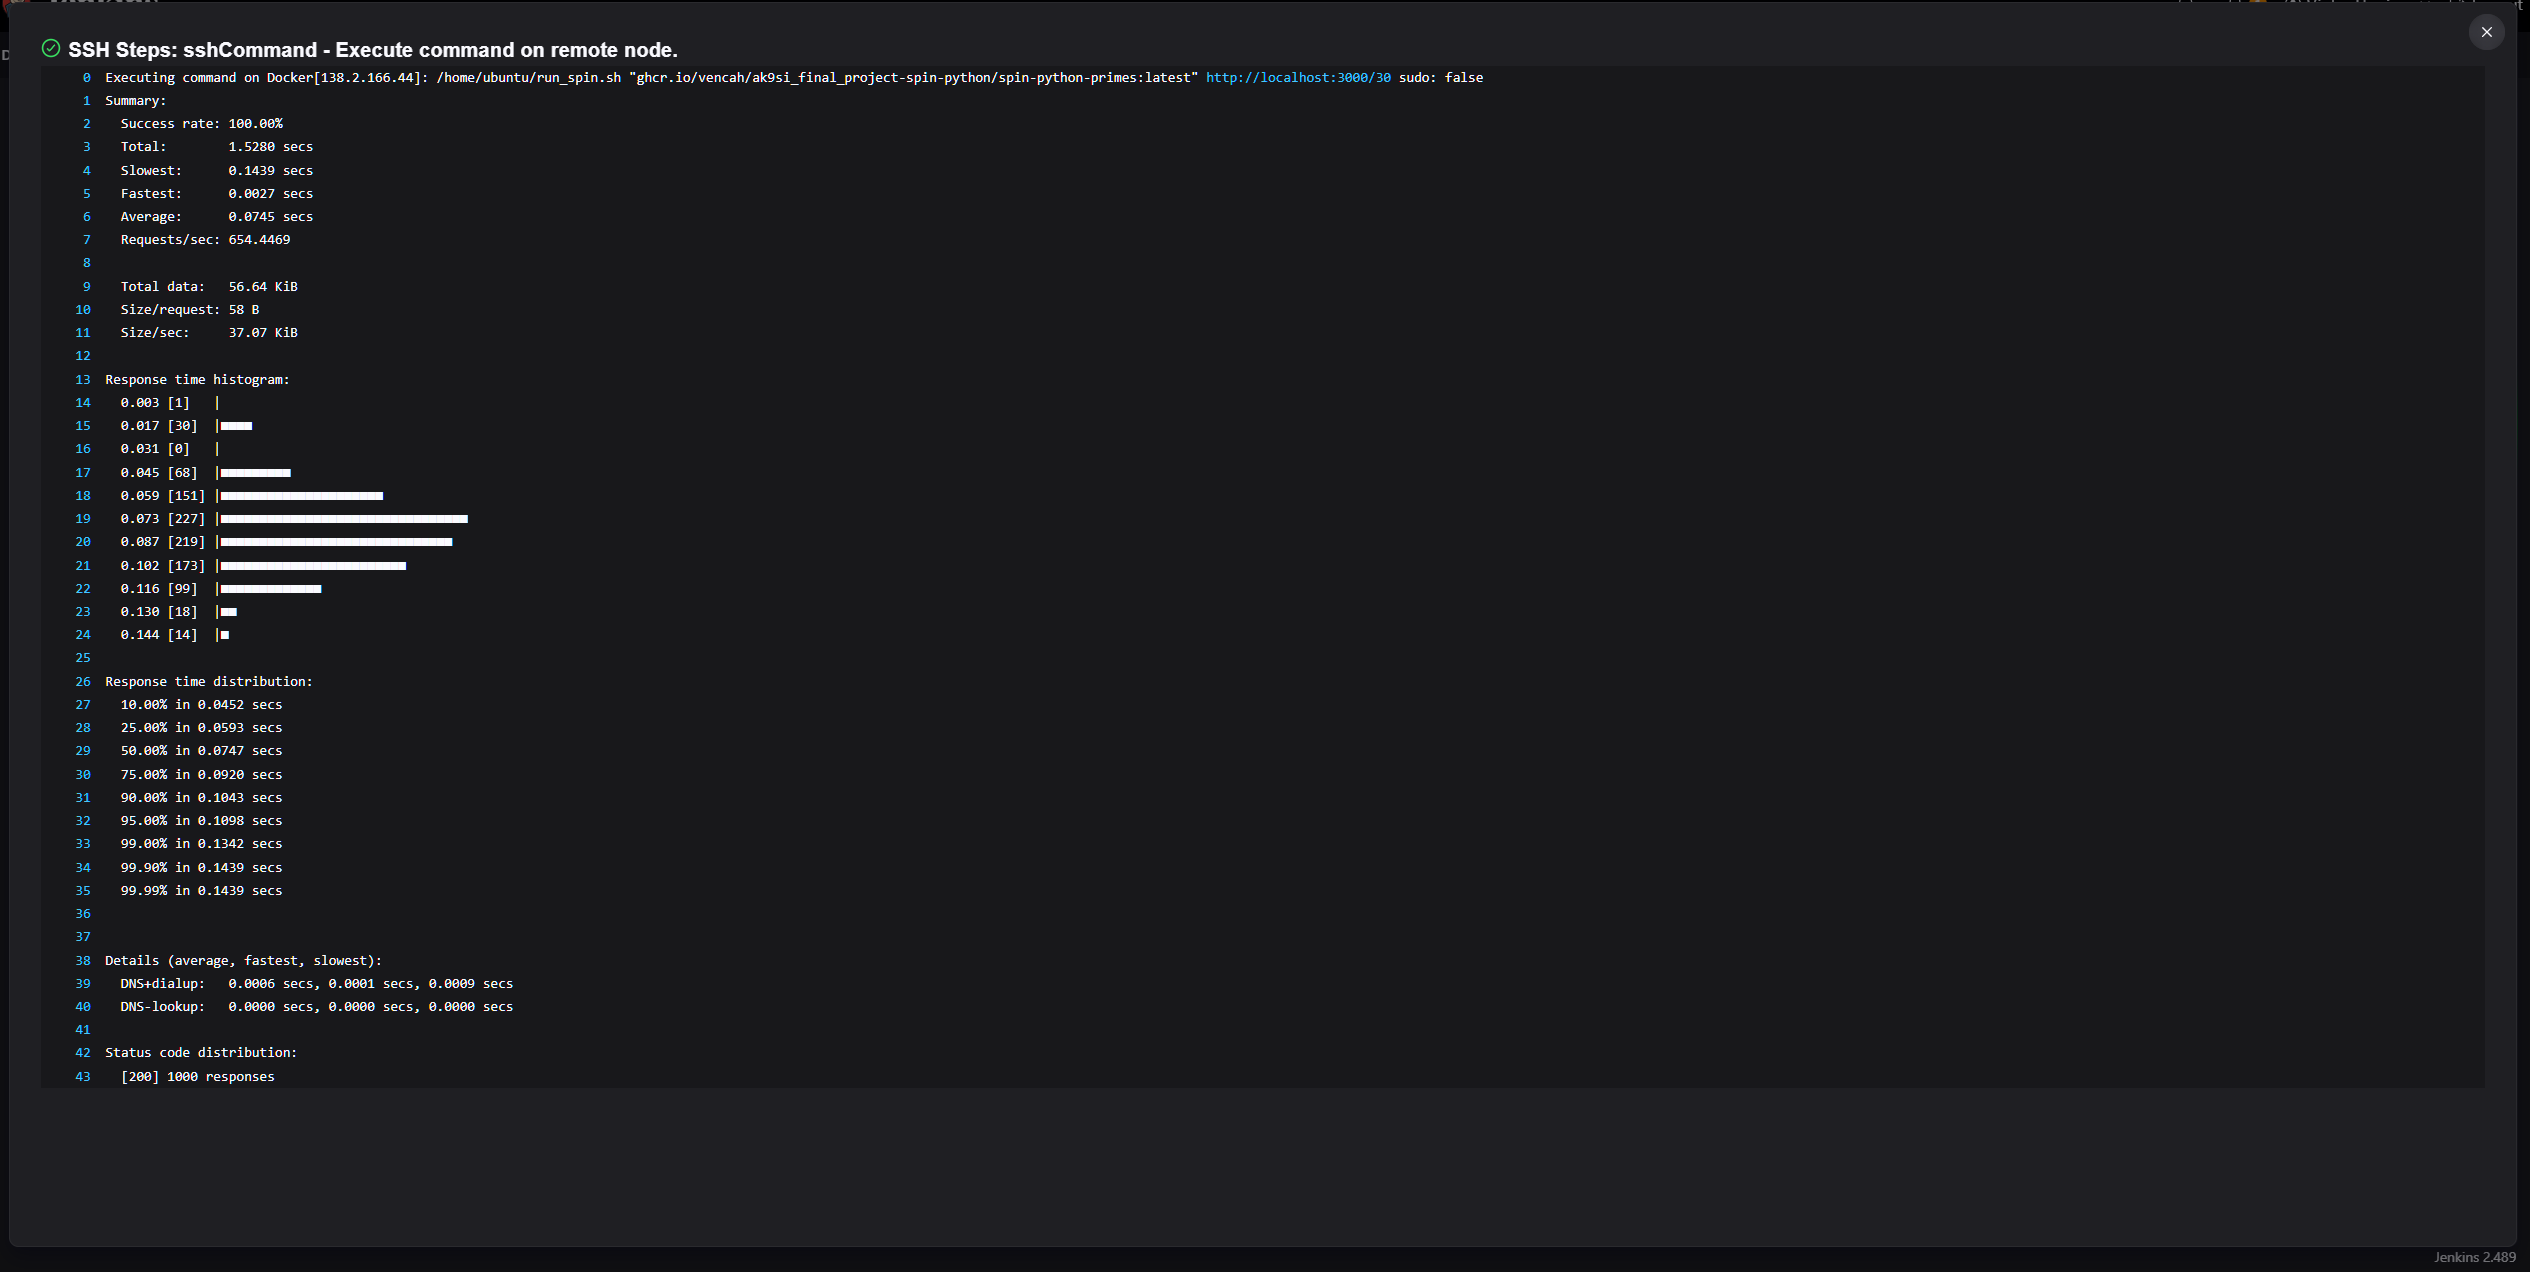 SSH Steps: sshCommand - Execute command on remote node.
0 Executing command on Docker[138.2.166.44]: /home/ubuntu/run_spin.sh "ghcr.io/vencah/ak9si_final_project-spin-python/spin-python-primes:latest" http://localhost:3000/30 sudo: false
1 Summary:
2 Success rate: 100.00%
3 Total: 1.5280 secs
4 Slowest: 0.1439 secs
5 Fastest: 0.0027 secs
6 Average: 0.0745 secs
7 Requests/sec: 654.4469
8
9 Total data: 56.64 KiB
10 Size/request: 58 B
11 Size/sec: 37.07 KiB
12
13 Response time histogram:
14 0.003 [1] |
15 0.017 [30] |■■■■
16 0.031 [0] |
17 0.045 [68] |■■■■■■■■■
18 0.059 [151] |■■■■■■■■■■■■■■■■■■■■■
19 0.073 [227] |■■■■■■■■■■■■■■■■■■■■■■■■■■■■■■■■
20 0.087 [219] |■■■■■■■■■■■■■■■■■■■■■■■■■■■■■■
21 0.102 [173] |■■■■■■■■■■■■■■■■■■■■■■■■
22 0.116 [99] |■■■■■■■■■■■■■
23 0.130 [18] |■■
24 0.144 [14] |■
25
26 Response time distribution:
27 10.00% in 0.0452 secs
28 25.00% in 0.0593 secs
29 50.00% in 0.0747 secs
30 75.00% in 0.0920 secs
31 90.00% in 0.1043 secs
32 95.00% in 0.1098 secs
33 99.00% in 0.1342 secs
34 99.90% in 0.1439 secs
35 99.99% in 0.1439 secs
36
37
38 Details (average, fastest, slowest):
39 DNS+dialup: 0.0006 secs, 0.0001 secs, 0.0009 secs
40 DNS-lookup: 0.0000 secs, 0.0000 secs, 0.0000 secs
41
42 Status code distribution:
43 [200] 1000 responses
Jenkins 2.489